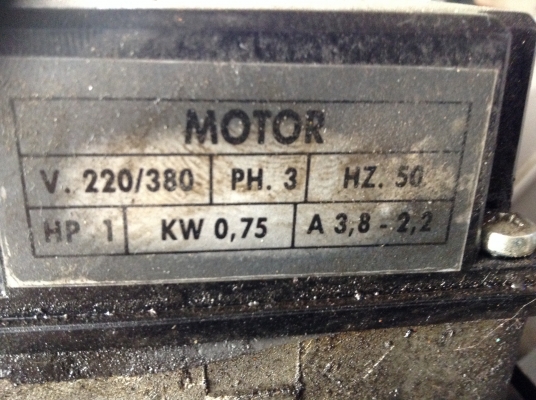 MOTOR
V. 220/380 PH. 3 HZ. 50
HP 1 KW 0,75 A 3,8 - 2,2